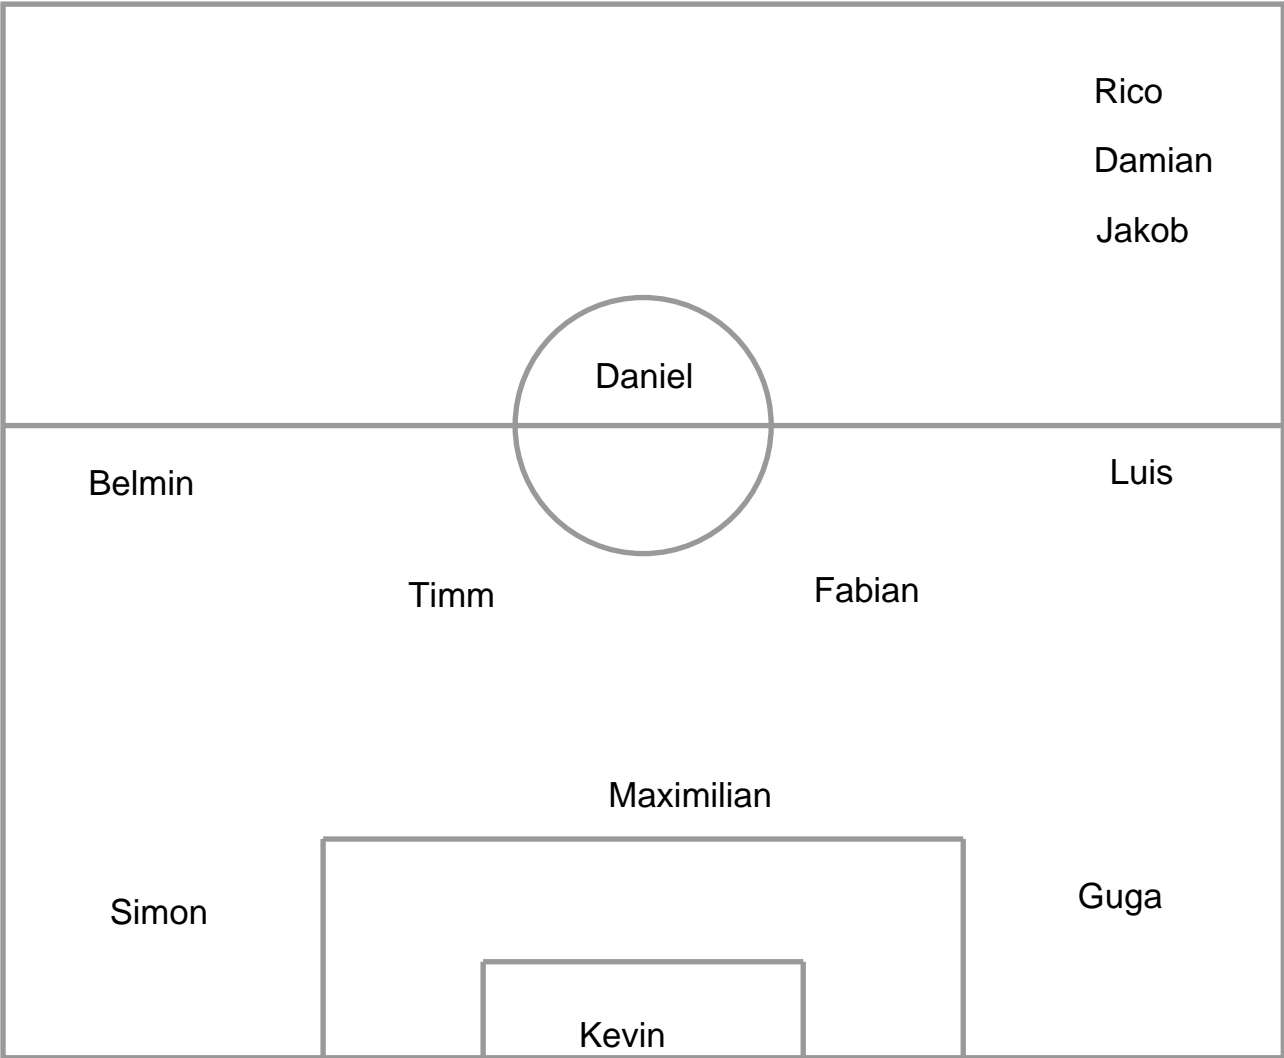 Rico
Damian
Jakob
Daniel
Belmin
Luis
Timm
Fabian
Maximilian
Simon
Guga
Kevin